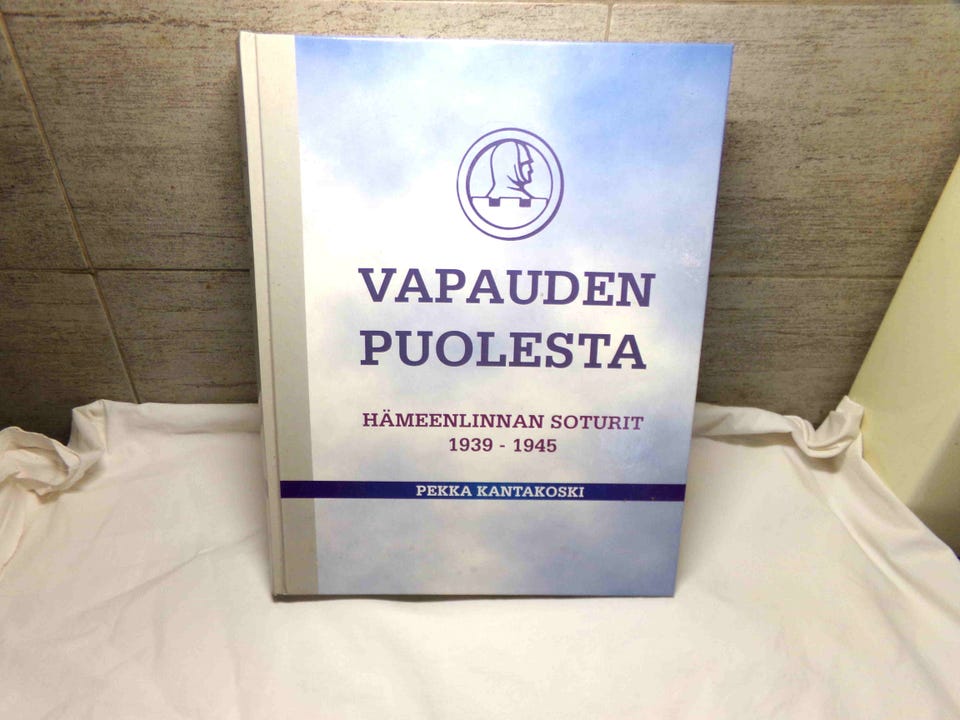 VAPAUDEN
PUOLESTA
HÄMEENLINNAN SOTURIT
1939 - 1945
PEKKA KANTAKOSKI